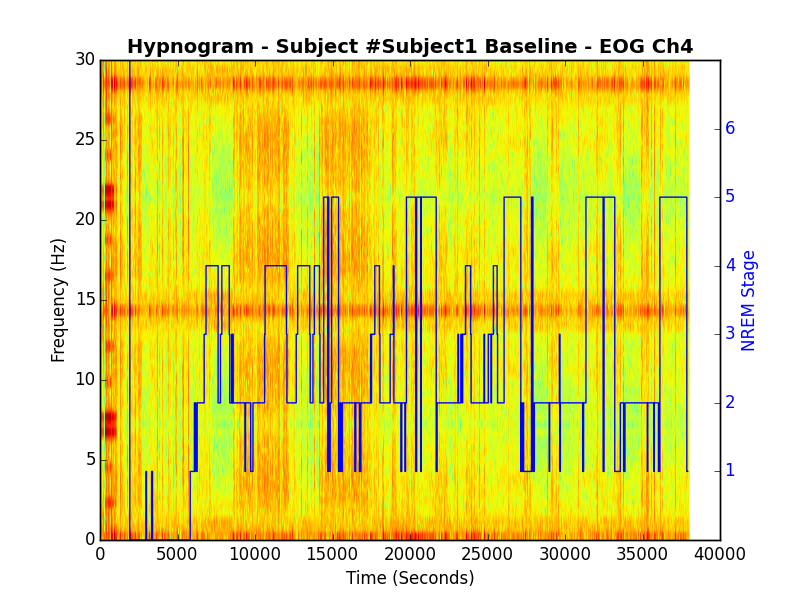 Hypnogram - Subject #Subject1 Baseline - EOG Ch4
30
25
20
15
10
5
0
Frequency (Hz)
6
5
4
3
2
1
NREM Stage
0 5000 10000 15000 20000 25000 30000 35000 40000
Time (Seconds)